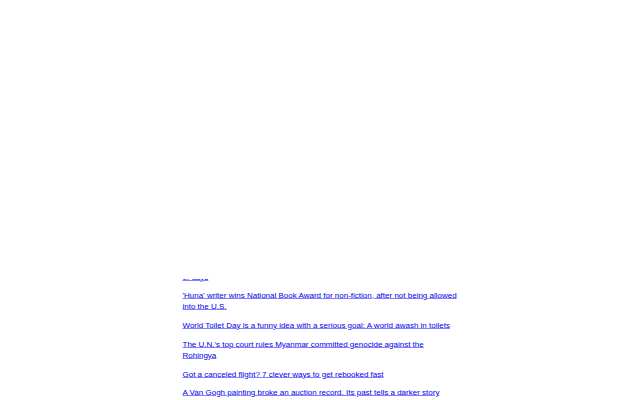 'Huna' writer wins National Book Award for non-fiction, after not being allowed
into the U.S.
World Toilet Day is a funny idea with a serious goal: A world awash in toilets
The U.N.'s top court rules Myanmar committed genocide against the
Rohingya
Got a canceled flight? 7 clever ways to get rebooked fast
A Van Gogh painting broke an auction record. Its past tells a darker story